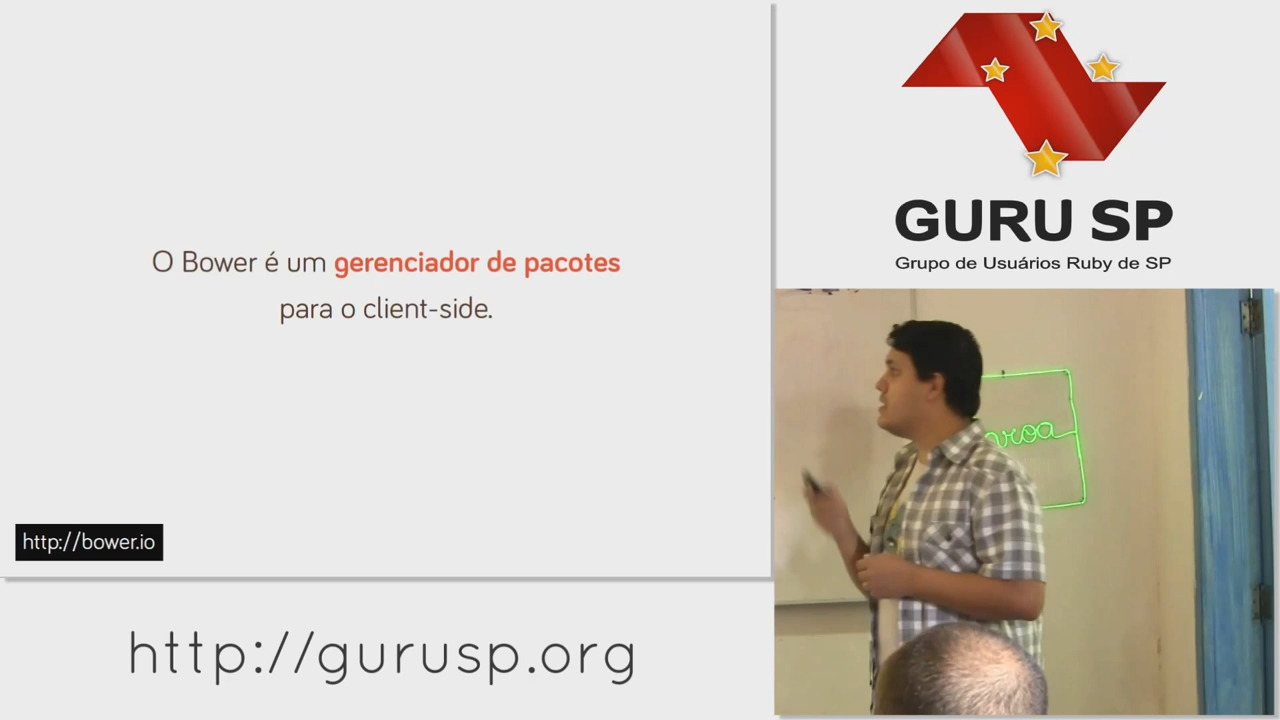 O Bower é um gerenciador de pacotes
para o client-side.
http://bower.io
http://gurusp.org
GURU SP
Grupo de Usuários Ruby de SP